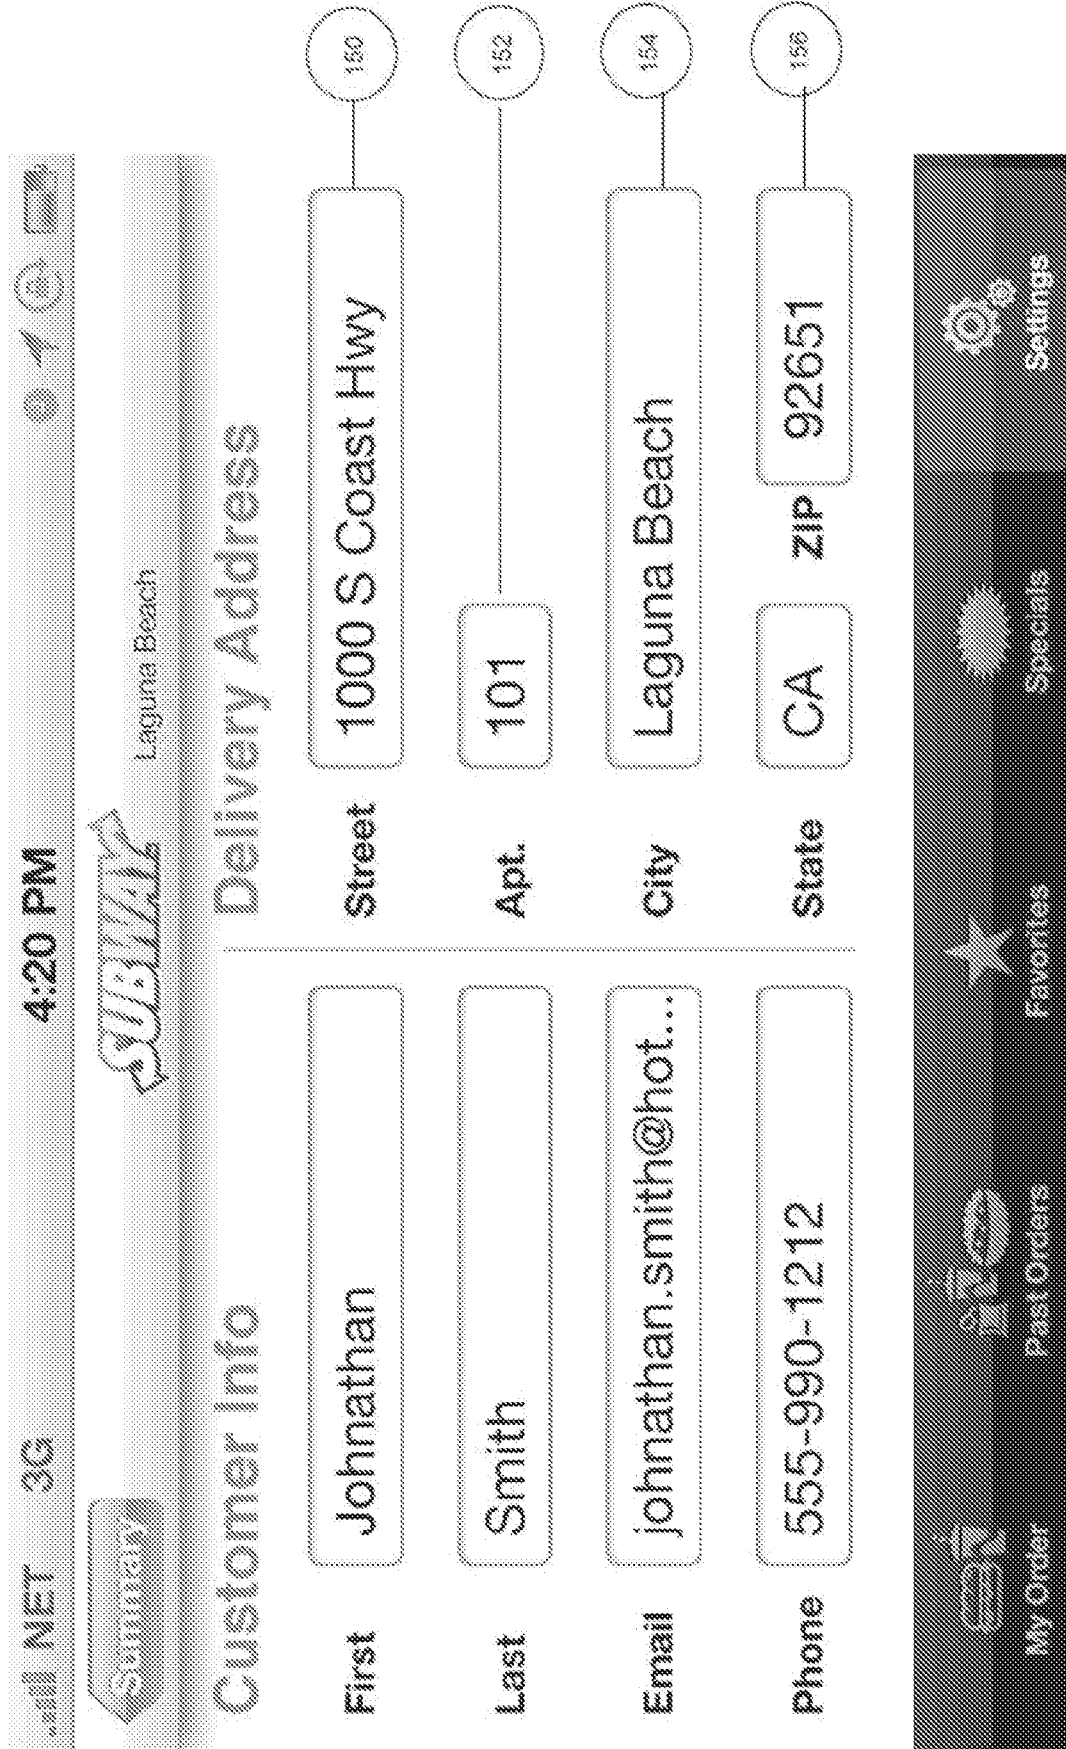 NET 3G 4:20 PM
Summary SUBWAY Laguna Beach
Customer Info Delivery Address
First Johnathan Street 1000 S Coast Hwy 150
Last Smith Apt. 101 152
Email johnathan.smith@hot... City Laguna Beach 154
Phone 555-990-1212 State CA ZIP 92651 156
My Order Past Orders Favorites Specials Settings